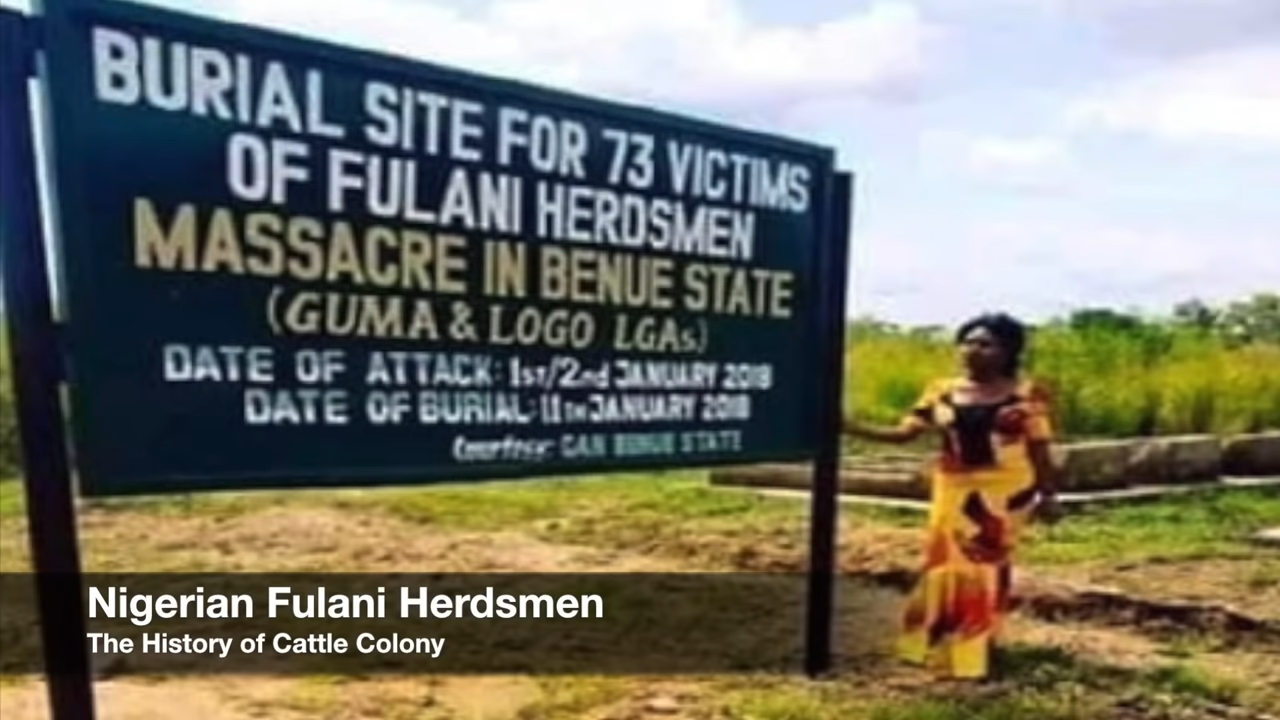 BURIAL SITE FOR 73 VICTIMS
OF FULANI HERDSMEN
MASSACRE IN BENUE STATE
(GUMA & LOGO LGAs)
DATE OF ATTACK: 1ST/2nd JANUARY 2018
DATE OF BURIAL: 11TH JANUARY 2018
Courtesy: CAN BENUE STATE
Nigerian Fulani Herdsmen
The History of Cattle Colony